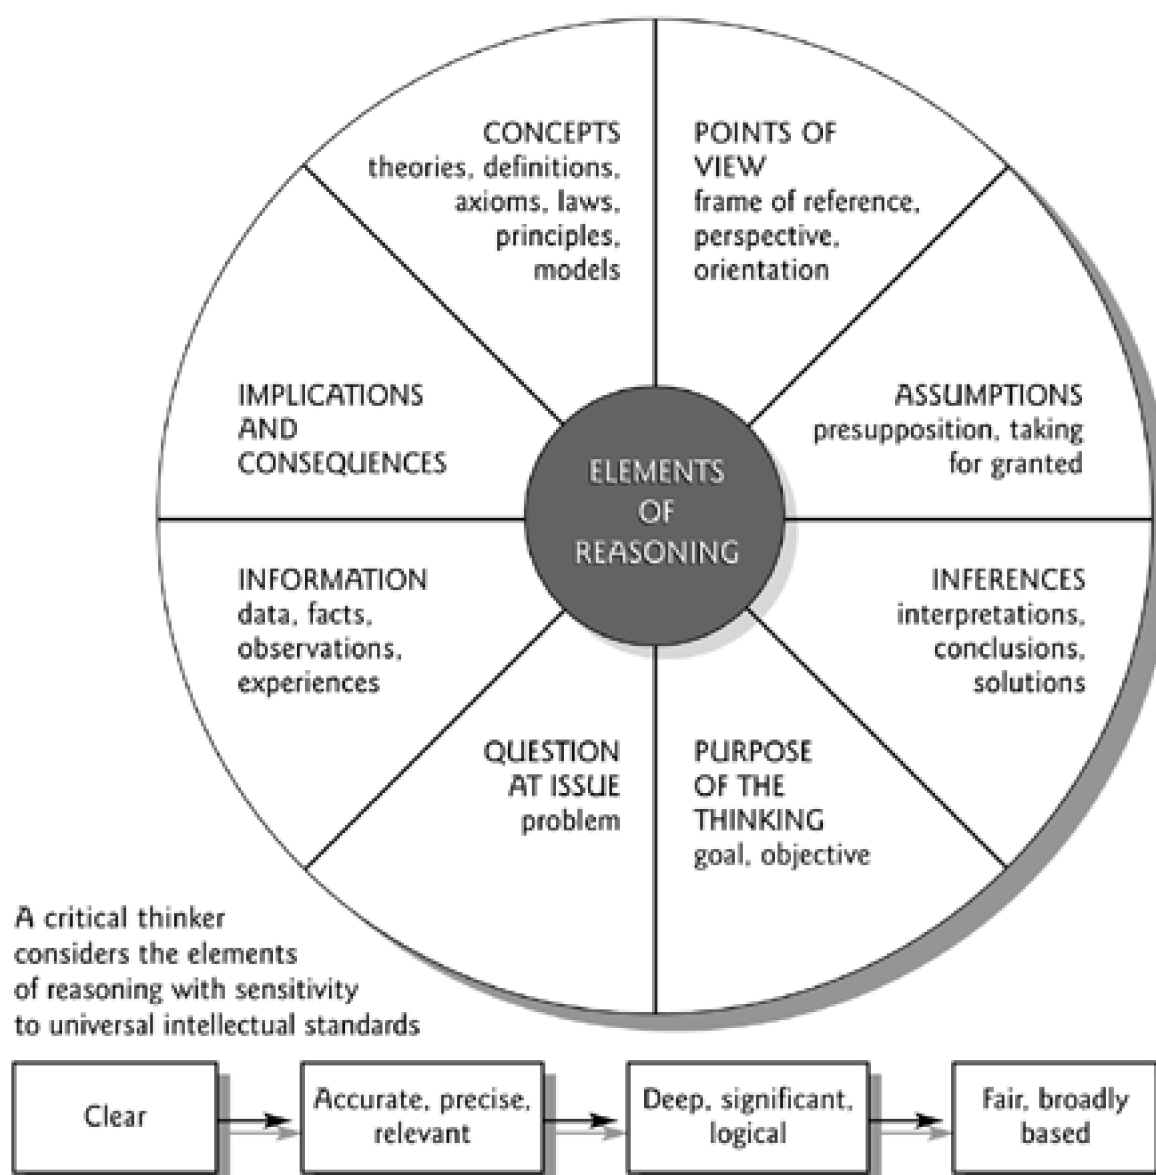 CONCEPTS
theories, definitions,
axioms, laws,
principles,
models
POINTS OF
VIEW
frame of reference,
perspective,
orientation
IMPLICATIONS
AND
CONSEQUENCES
ASSUMPTIONS
presupposition, taking
for granted
ELEMENTS
OF
REASONING
INFORMATION
data, facts,
observations,
experiences
INFERENCES
interpretations,
conclusions,
solutions
QUESTION
AT ISSUE
problem
PURPOSE
OF THE
THINKING
goal, objective
A critical thinker
considers the elements
of reasoning with sensitivity
to universal intellectual standards
Clear
Accurate, precise,
relevant
Deep, significant,
logical
Fair, broadly
based